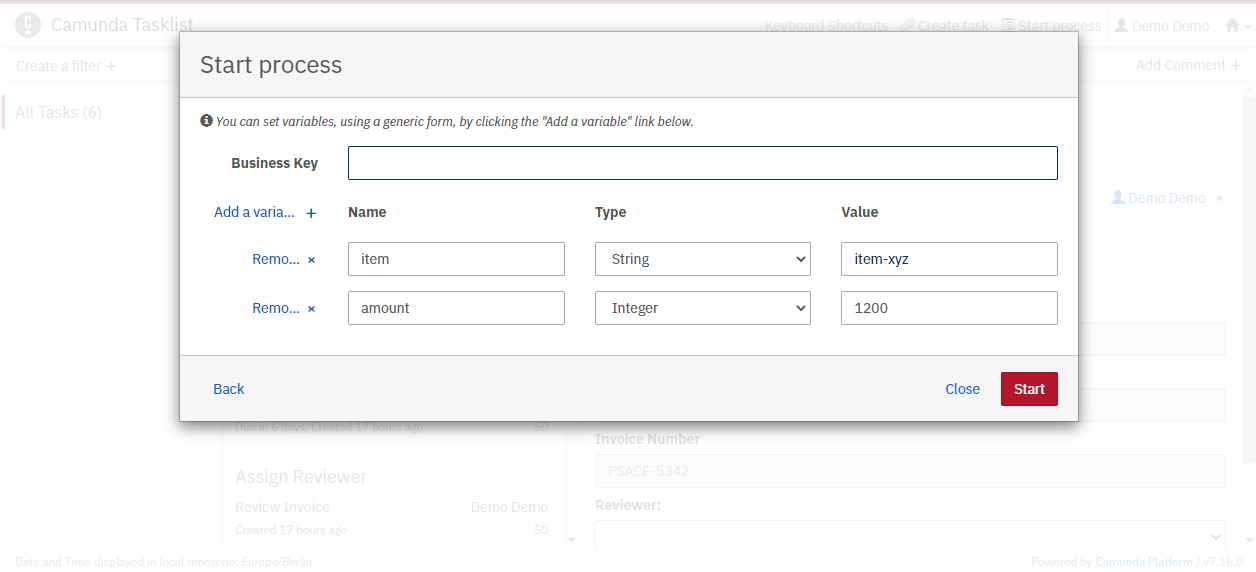 Camunda Tasklist
Keyboard Shortcuts Create task Start process Demo Demo
Create a filter +
Add Comment +
All Tasks (6)
Start process
You can set variables, using a generic form, by clicking the "Add a variable" link below.
Business Key
Add a varia... + Name Type Value
Remo... × item String item-xyz
Remo... × amount Integer 1200
Back Close Start
Demo Demo ×
Due in 6 days, Created 17 hours ago 50
Assign Reviewer
Review Invoice Demo Demo
Created 17 hours ago 50
Invoice Number
PSACE-5342
Reviewer:
Date and Time displayed in local timezone: Europe/Berlin
Powered by Camunda Platform / v7.16.0